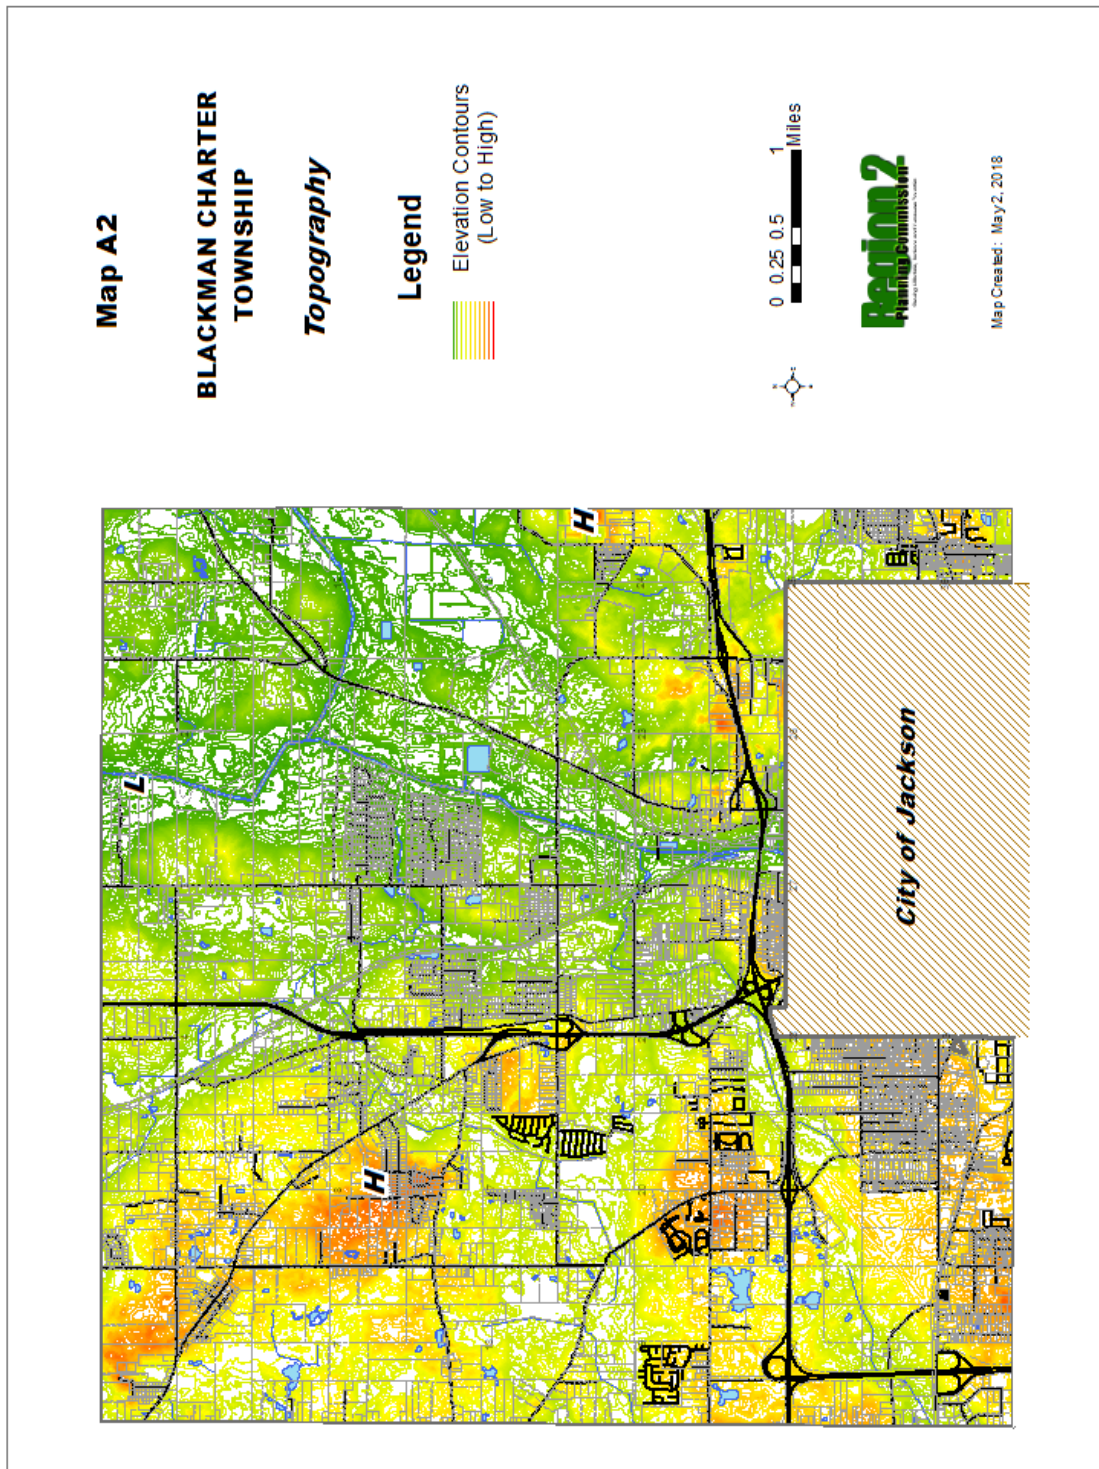 Map A2
BLACKMAN CHARTER
TOWNSHIP
Topography
Legend
Elevation Contours
(Low to High)
0 0.25 0.5 1
Miles
Region 2
Planning Commission
Map Created: May 2, 2018
L
H
H
City of Jackson